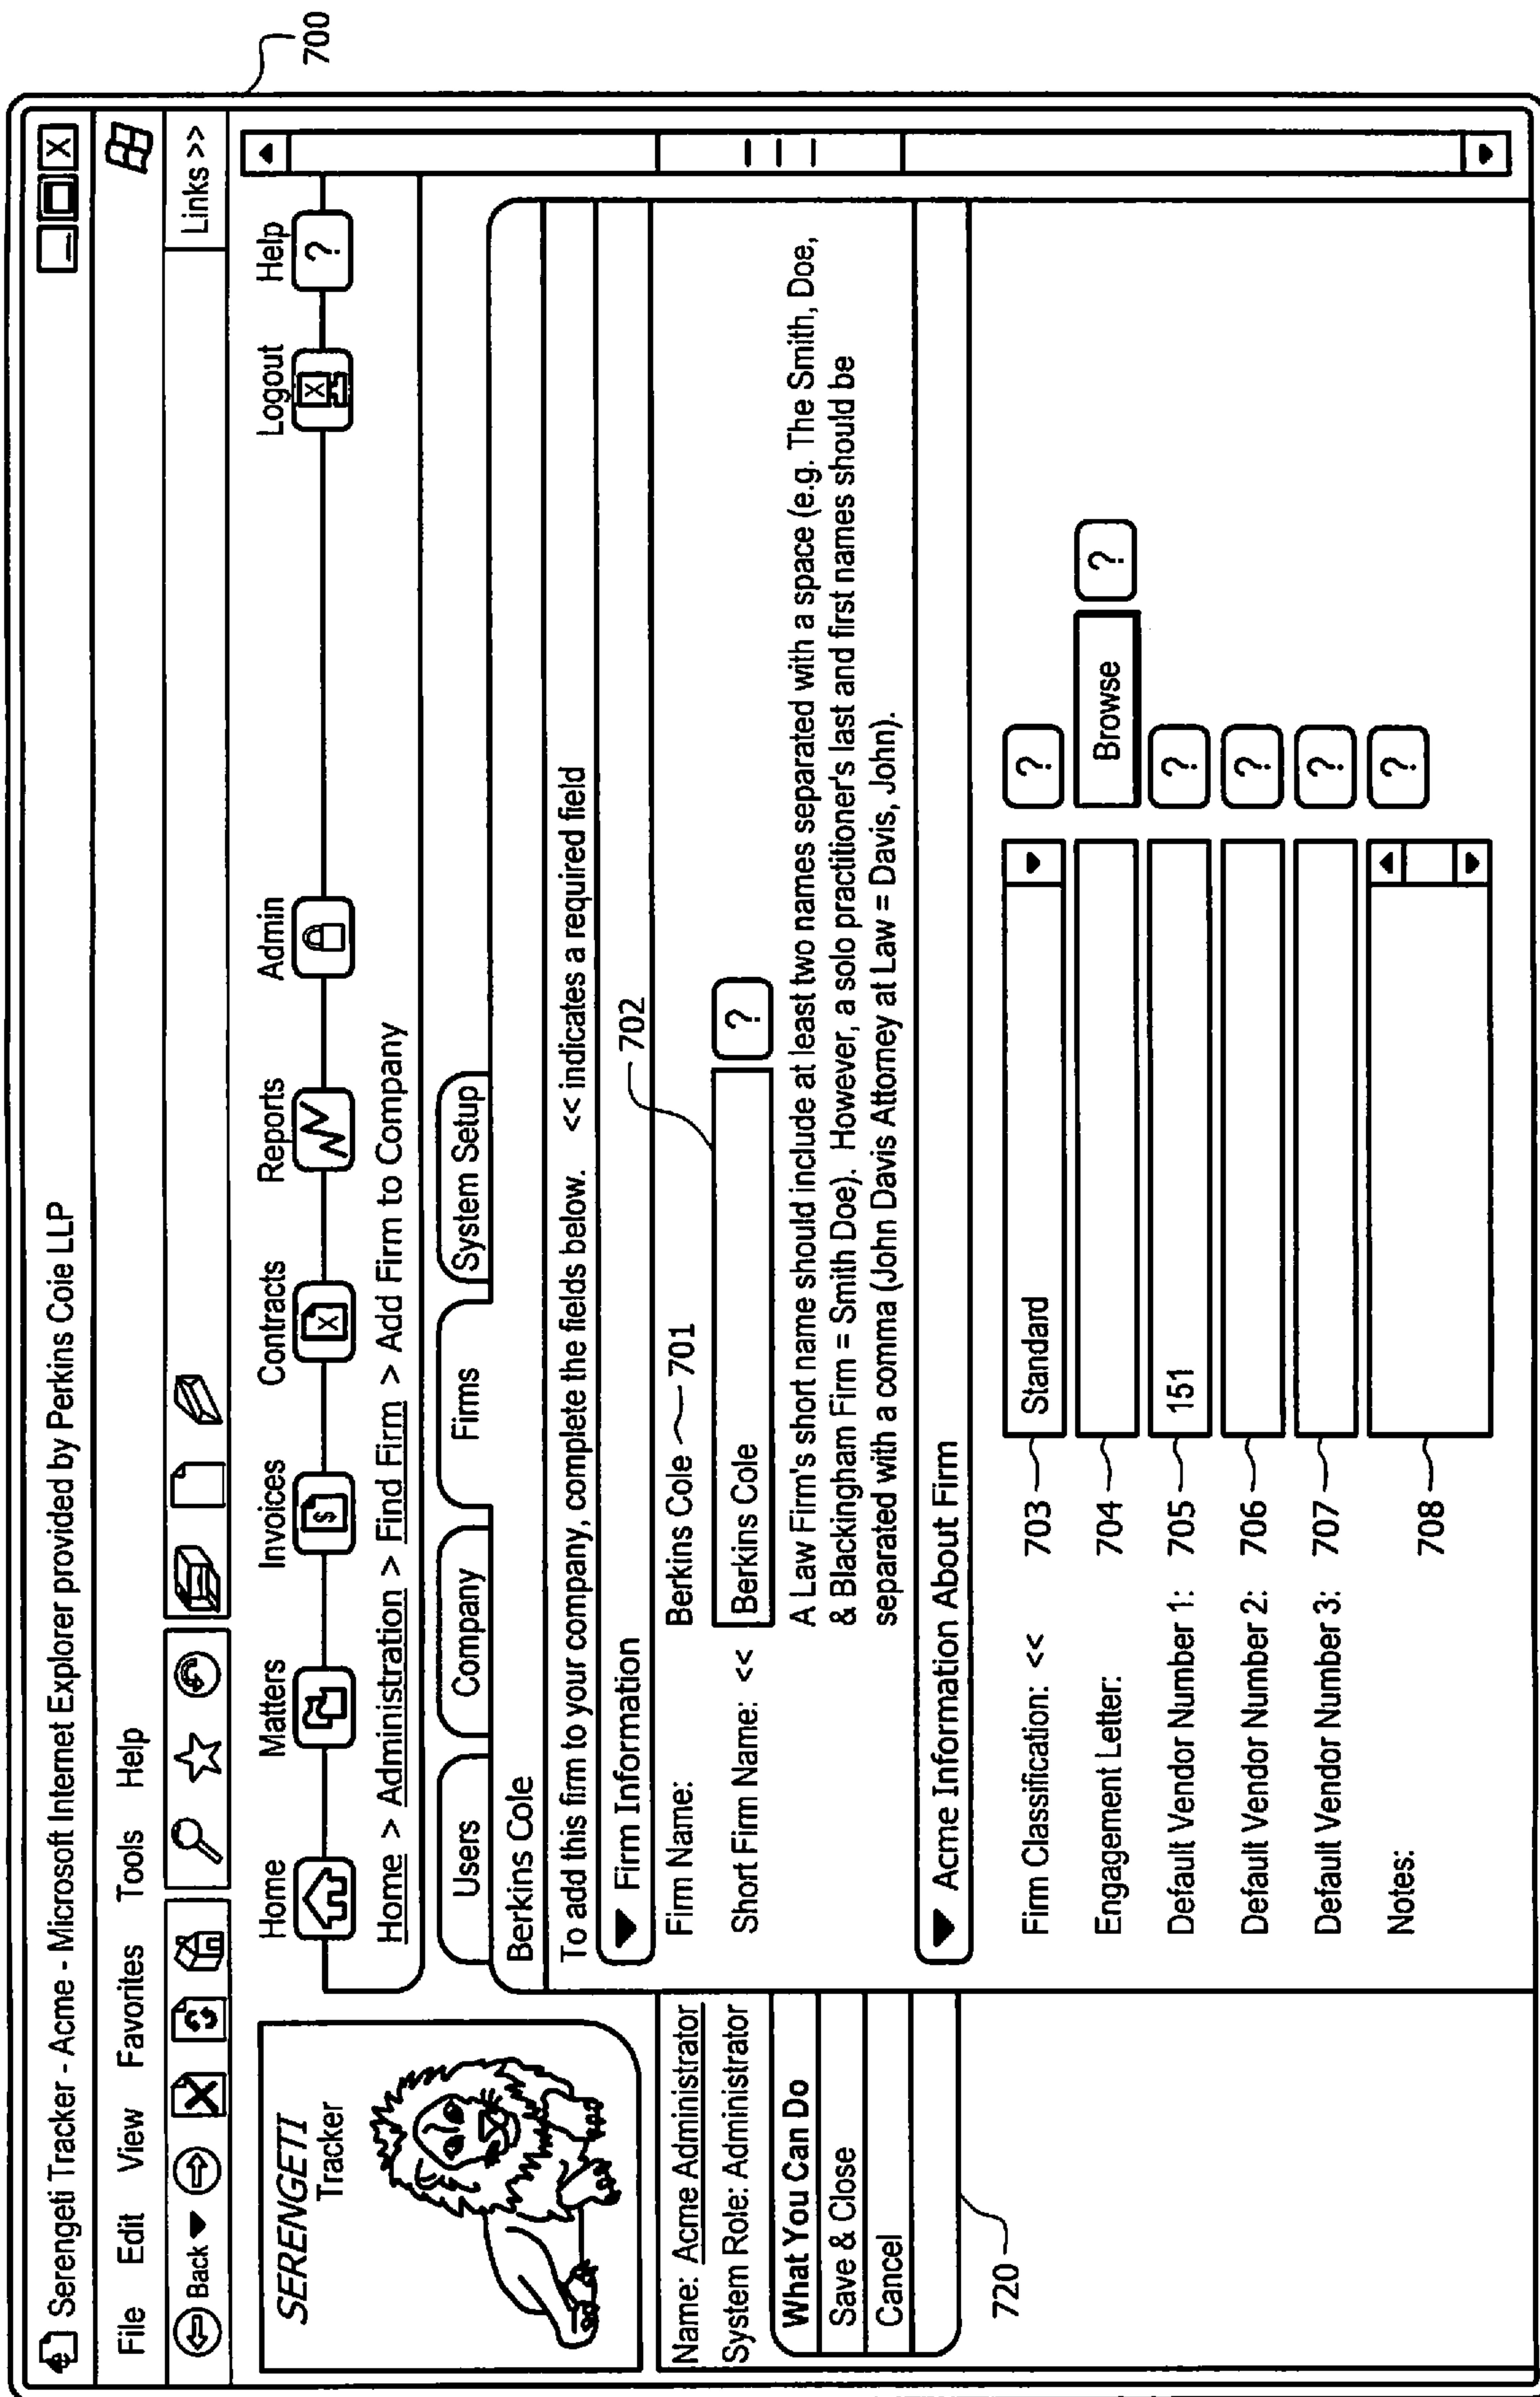 700
Serengeti Tracker - Acme - Microsoft Internet Explorer provided by Perkins Coie LLP
X
File Edit View Favorites Tools Help
Back
Links >>
SERENGETI
Tracker
Home Matters Invoices Contracts Reports Admin Logout Help
$ X X ?
Home > Administration > Find Firm > Add Firm to Company
Users Company Firms System Setup
Berkins Cole
To add this firm to your company, complete the fields below. << indicates a required field
Firm Information
702
Firm Name: Berkins Cole 701
Short Firm Name: << Berkins Cole ?
A Law Firm's short name should include at least two names separated with a space (e.g. The Smith, Doe,
& Blackingham Firm = Smith Doe). However, a solo practitioner's last and first names should be
separated with a comma (John Davis Attorney at Law = Davis, John).
Acme Information About Firm
Firm Classification: << 703 Standard ?
Engagement Letter: 704 Browse ?
Default Vendor Number 1: 705 151 ?
Default Vendor Number 2: 706 ?
Default Vendor Number 3: 707 ?
Notes: 708 ?
Name: Acme Administrator
System Role: Administrator
What You Can Do
Save & Close
Cancel
720